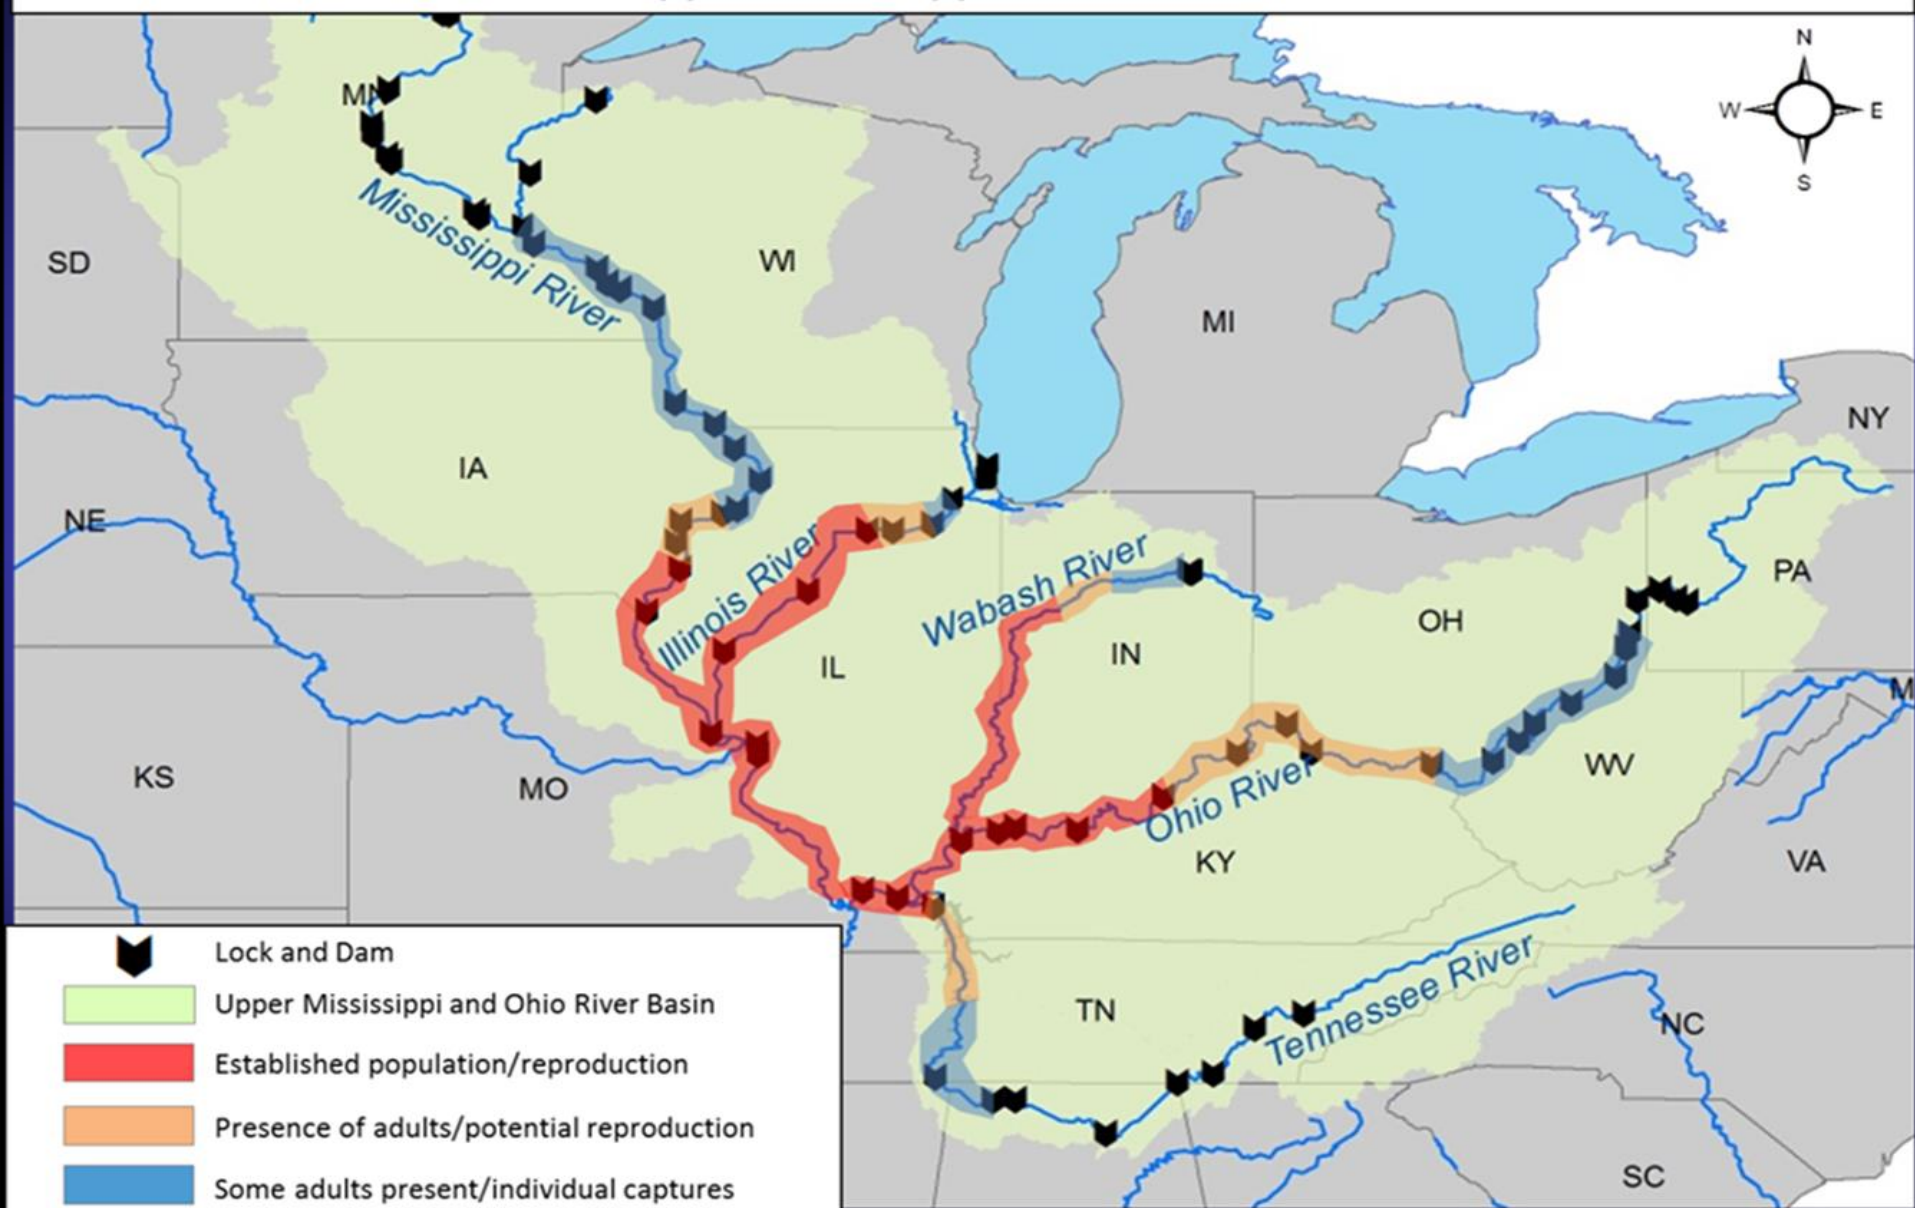 N
W
E
S
MN
Mississippi River
SD
WI
MI
NY
IA
NE
Illinois River
Wabash River
PA
OH
IL
IN
M
KS
MO
WV
Ohio River
KY
VA
TN
Tennessee River
NC
SC
Lock and Dam
Upper Mississippi and Ohio River Basin
Established population/reproduction
Presence of adults/potential reproduction
Some adults present/individual captures